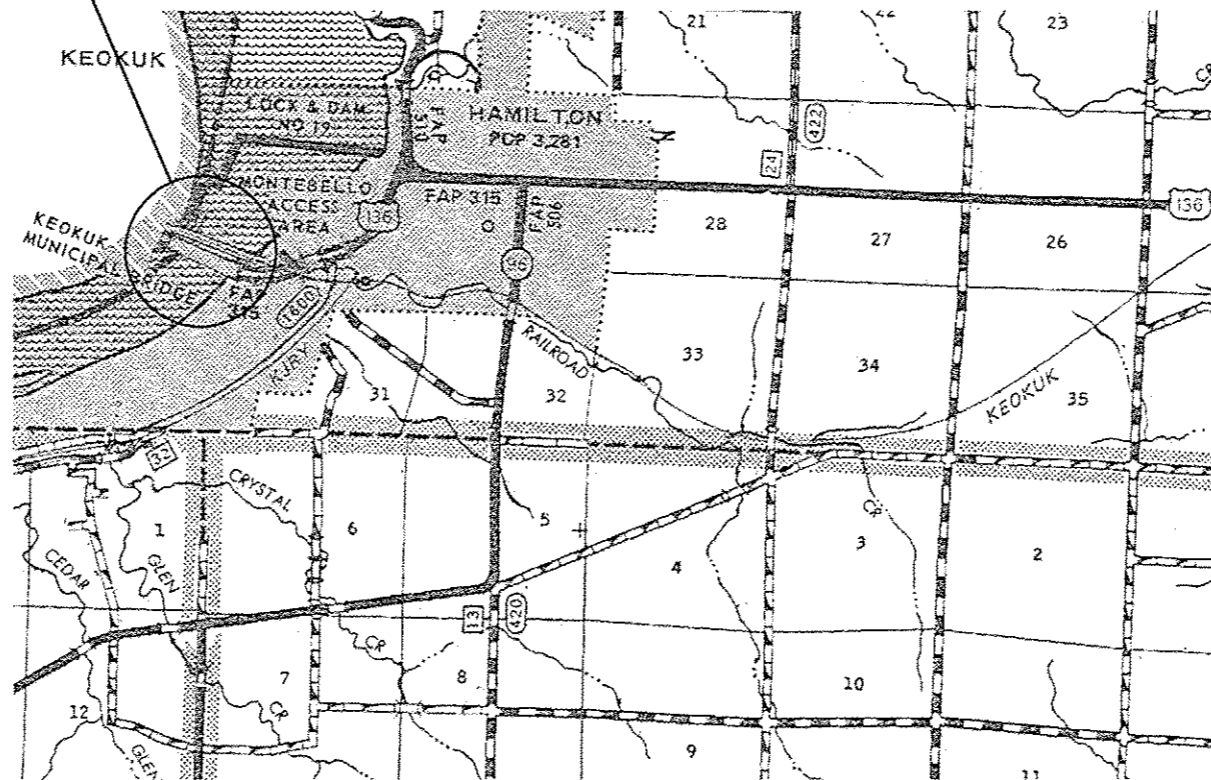 21
22
23
KEOKUK
CR
LOCK & DAM
NO 19
FAP
HAMILTON
POP 3,281
422
24
MONTEBELLO
ACCESS
AREA
136
FAP 315
FAP
506
136
KEOKUK
MUNICIPAL
RIDGE
FAP
315
28
27
26
1600
KJRY
RAILROAD
33
34
35
KEOKUK
31
32
32
CRYSTAL
1
6
5
4
3
CR
2
CEDAR
GLEN
13
420
CR
7
8
10
12
CR
GLEN
9
11